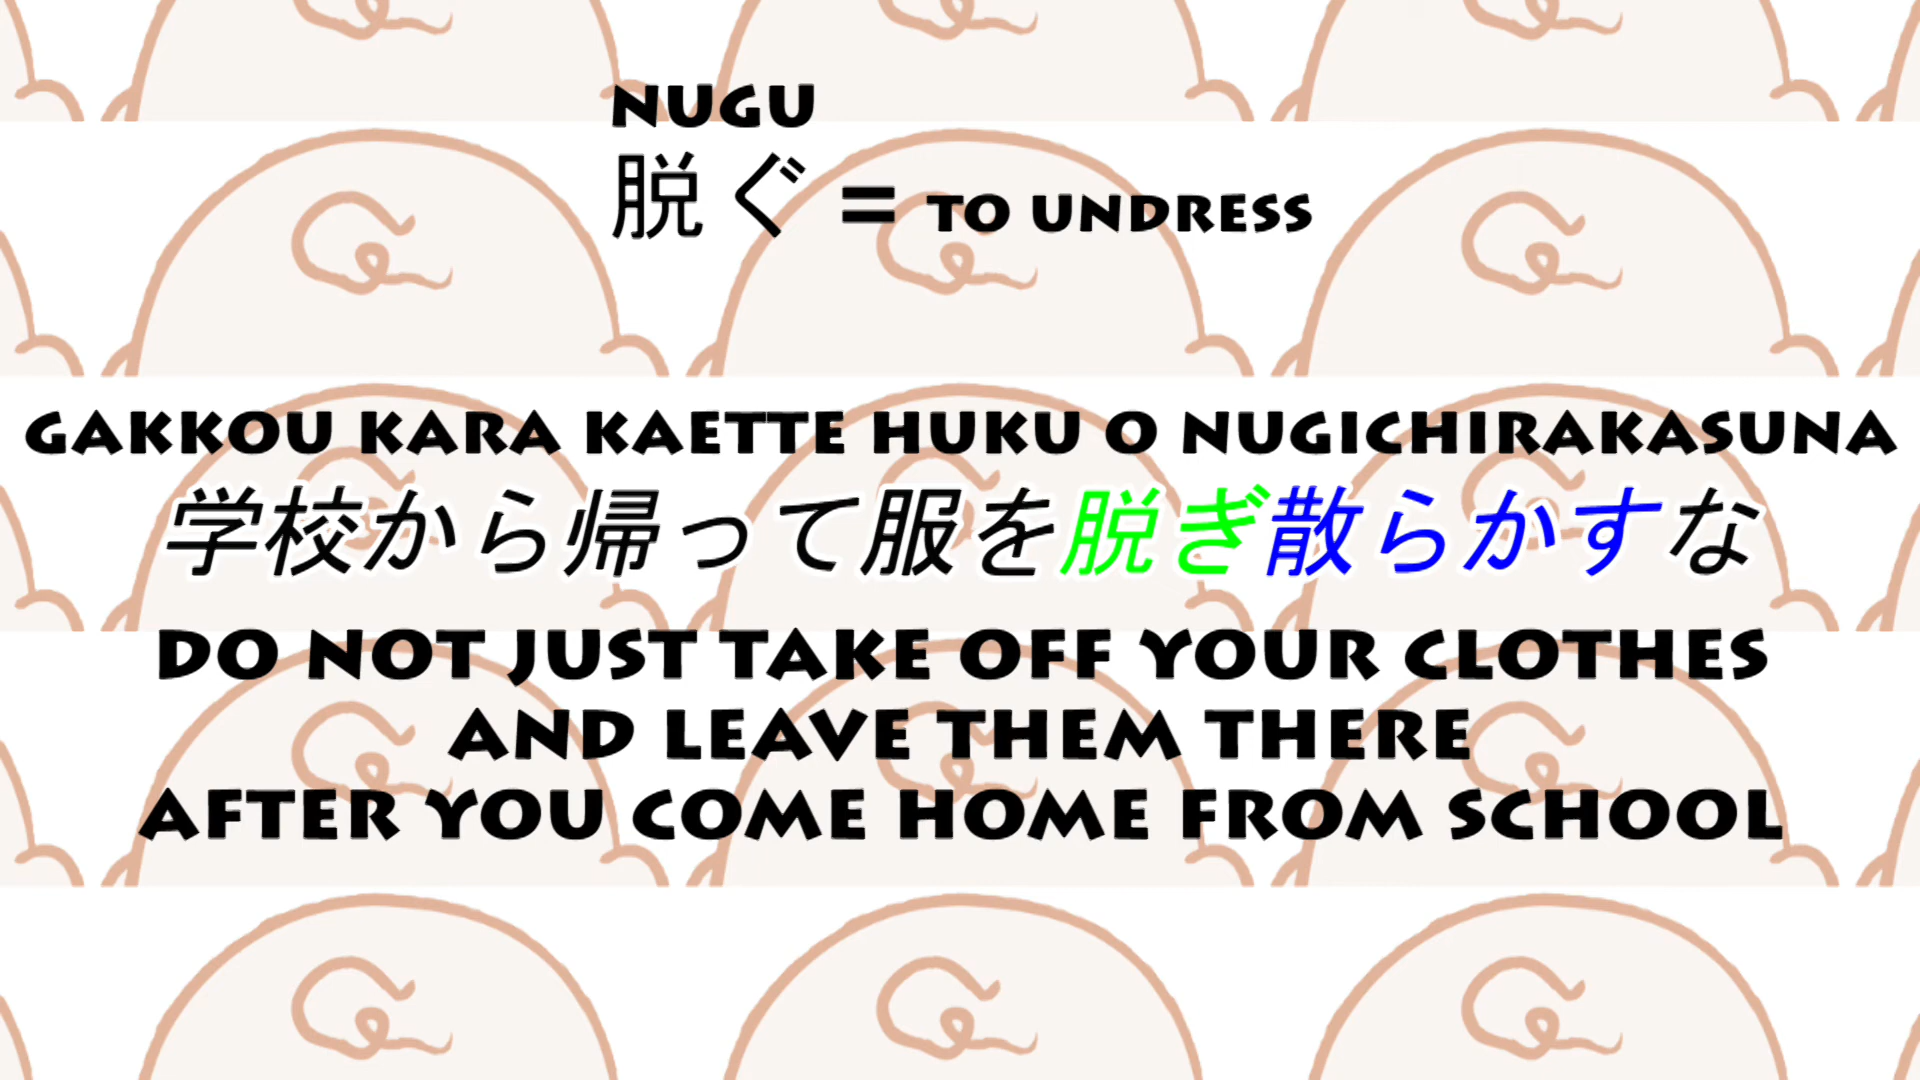 NUGU
脱ぐ = TO UNDRESS
GAKKOU KARA KAETTE HUKU O NUGICHIRAKASUNA
学校から帰って服を脱ぎ散らかすな
DO NOT JUST TAKE OFF YOUR CLOTHES
AND LEAVE THEM THERE
AFTER YOU COME HOME FROM SCHOOL